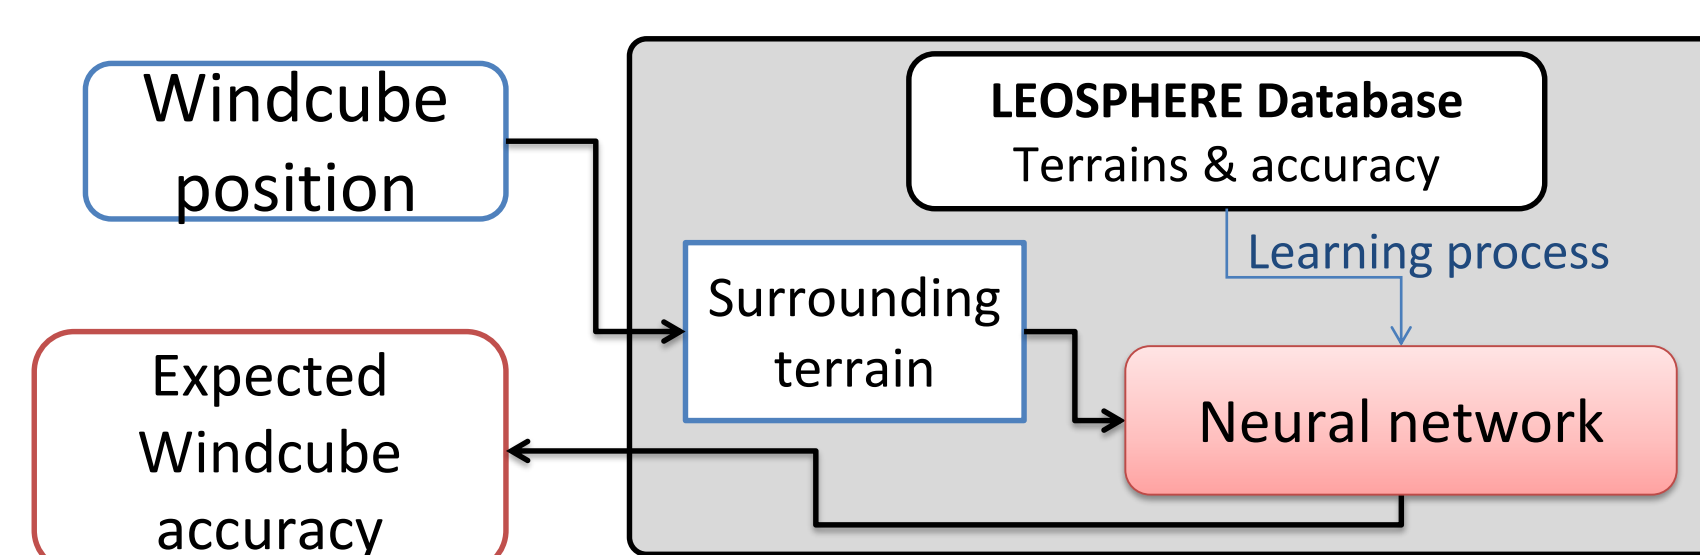 Windcube
position
LEOSPHERE Database
Terrains & accuracy
Learning process
Surrounding
terrain
Neural network
Expected
Windcube
accuracy